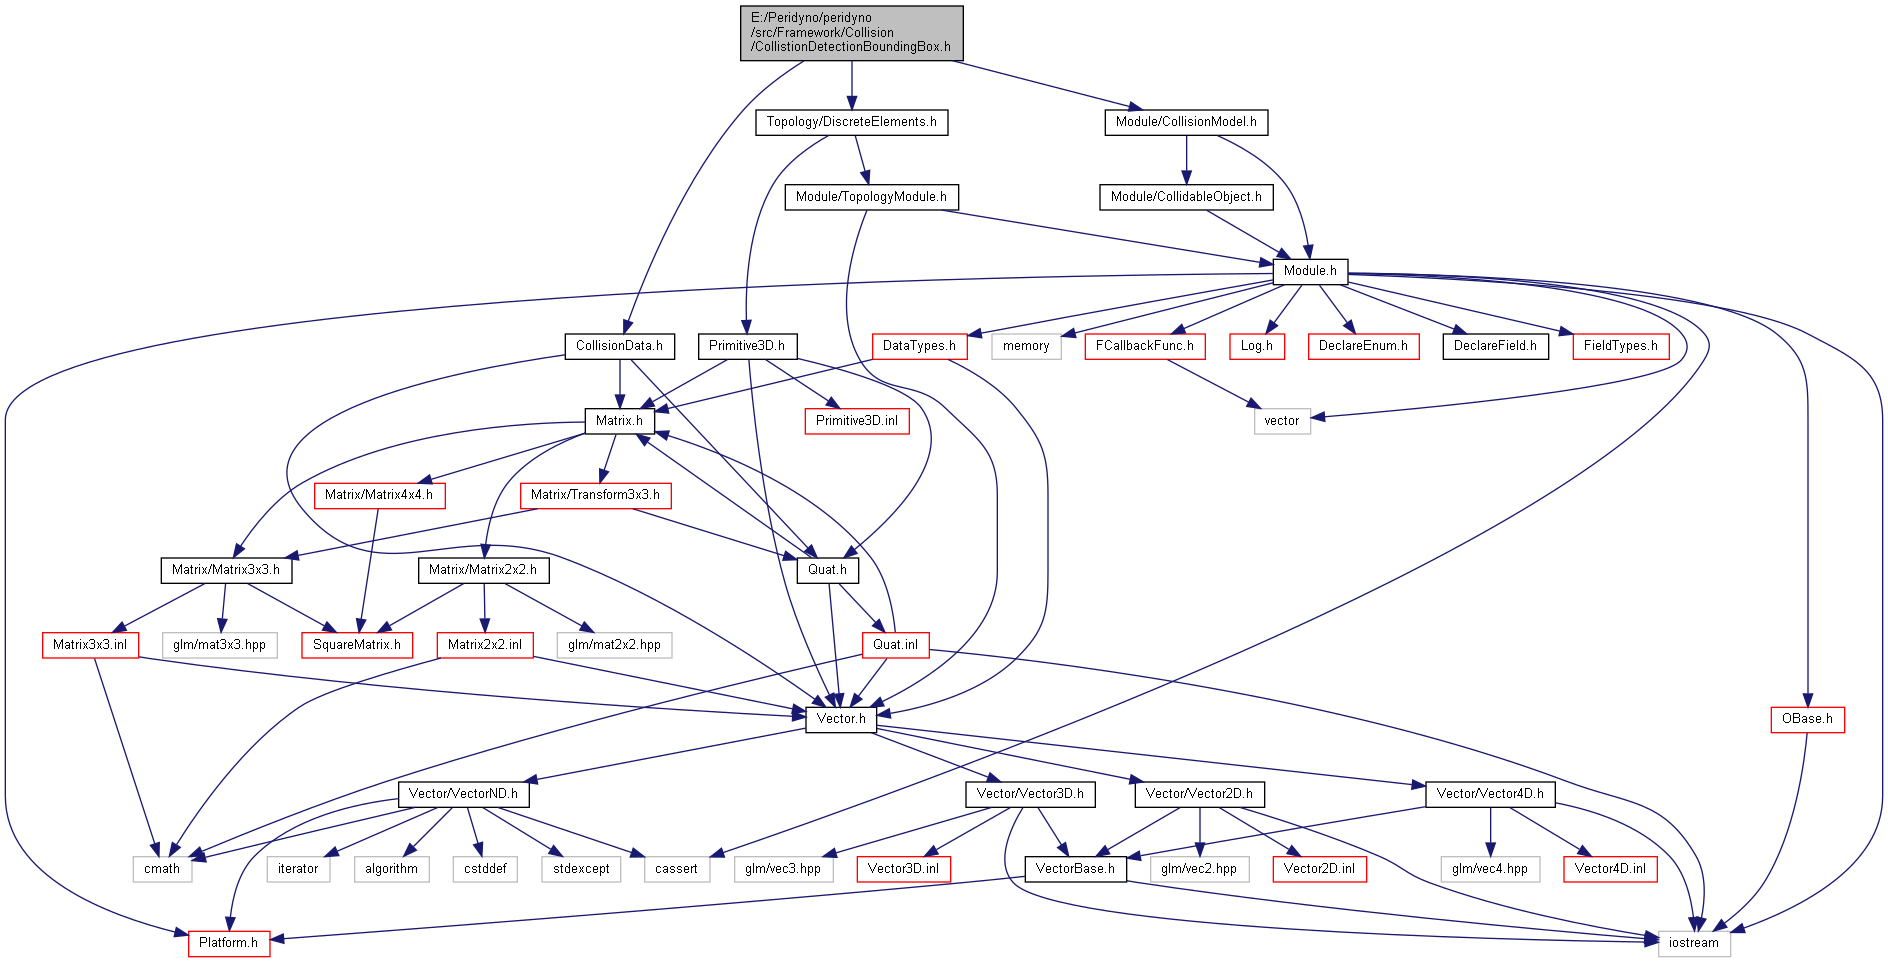 E:/Peridyno/peridyno
/src/Framework/Collision
/CollistionDetectionBoundingBox.h
Topology/DiscreteElements.h
Module/CollisionModel.h
Module/TopologyModule.h
Module/CollidableObject.h
Module.h
CollisionData.h
Primitive3D.h
DataTypes.h
memory
FCallbackFunc.h
Log.h
DeclareEnum.h
DeclareField.h
FieldTypes.h
Matrix.h
Primitive3D.inl
vector
Matrix/Matrix4x4.h
Matrix/Transform3x3.h
Matrix/Matrix3x3.h
Matrix/Matrix2x2.h
Quat.h
Matrix3x3.inl
glm/mat3x3.hpp
SquareMatrix.h
Matrix2x2.inl
glm/mat2x2.hpp
Quat.inl
Vector.h
OBase.h
Vector/VectorND.h
Vector/Vector3D.h
Vector/Vector2D.h
Vector/Vector4D.h
cmath
iterator
algorithm
cstddef
stdexcept
cassert
glm/vec3.hpp
Vector3D.inl
VectorBase.h
glm/vec2.hpp
Vector2D.inl
glm/vec4.hpp
Vector4D.inl
Platform.h
iostream